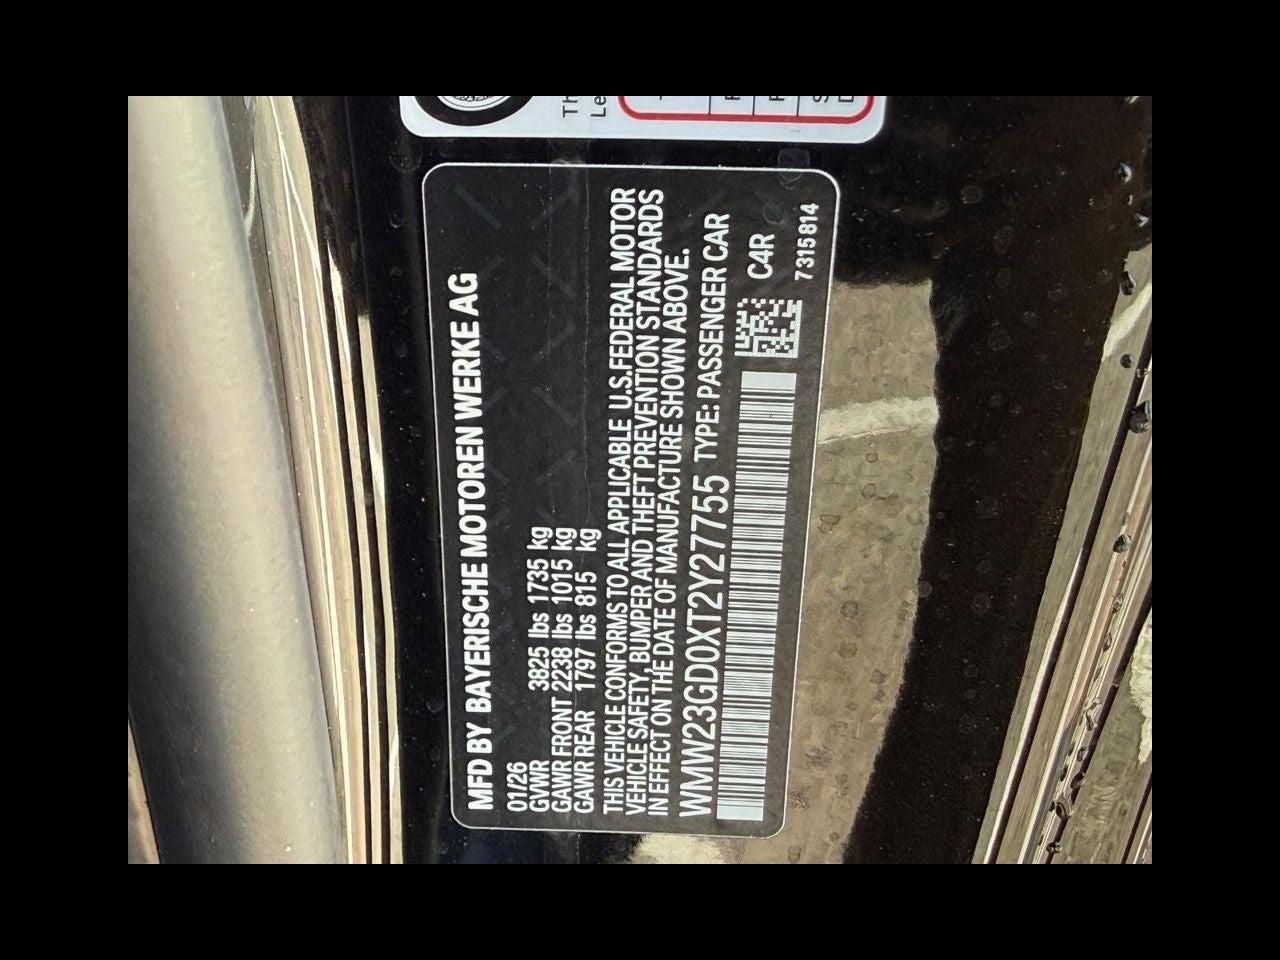 Th
Le
MFD BY BAYERISCHE MOTOREN WERKE AG
01/26
GVWR 3825 lbs 1735 kg
GAWR FRONT 2238 lbs 1015 kg
GAWR REAR 1797 lbs 815 kg
THIS VEHICLE CONFORMS TO ALL APPLICABLE U.S.FEDERAL MOTOR
VEHICLE SAFETY, BUMPER AND THEFT PREVENTION STANDARDS
IN EFFECT ON THE DATE OF MANUFACTURE SHOWN ABOVE.
WMW23GD0XT2Y27755 TYPE: PASSENGER CAR
C4R
7315814